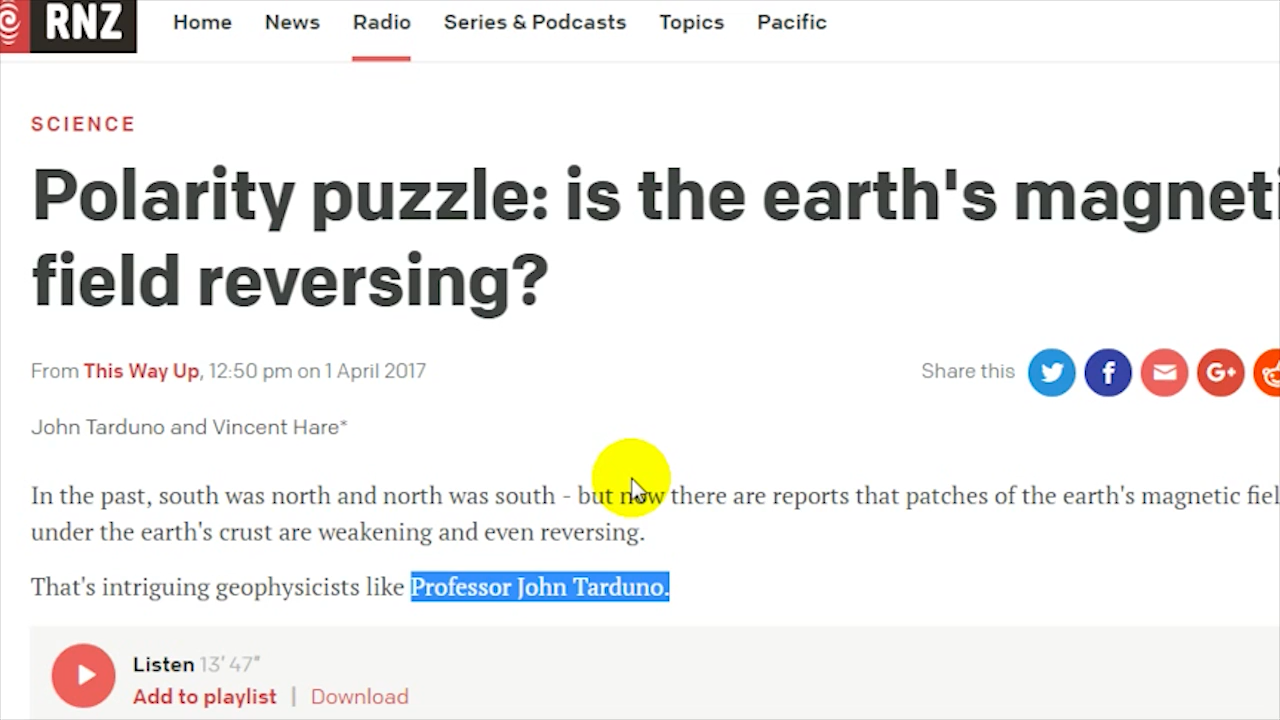 RNZ Home News Radio Series & Podcasts Topics Pacific
SCIENCE
Polarity puzzle: is the earth's magneti
field reversing?
From This Way Up, 12:50 pm on 1 April 2017 Share this
John Tarduno and Vincent Hare*
In the past, south was north and north was south - but now there are reports that patches of the earth's magnetic fiel
under the earth's crust are weakening and even reversing.
That's intriguing geophysicists like Professor John Tarduno.
Listen 13′ 47″
Add to playlist | Download